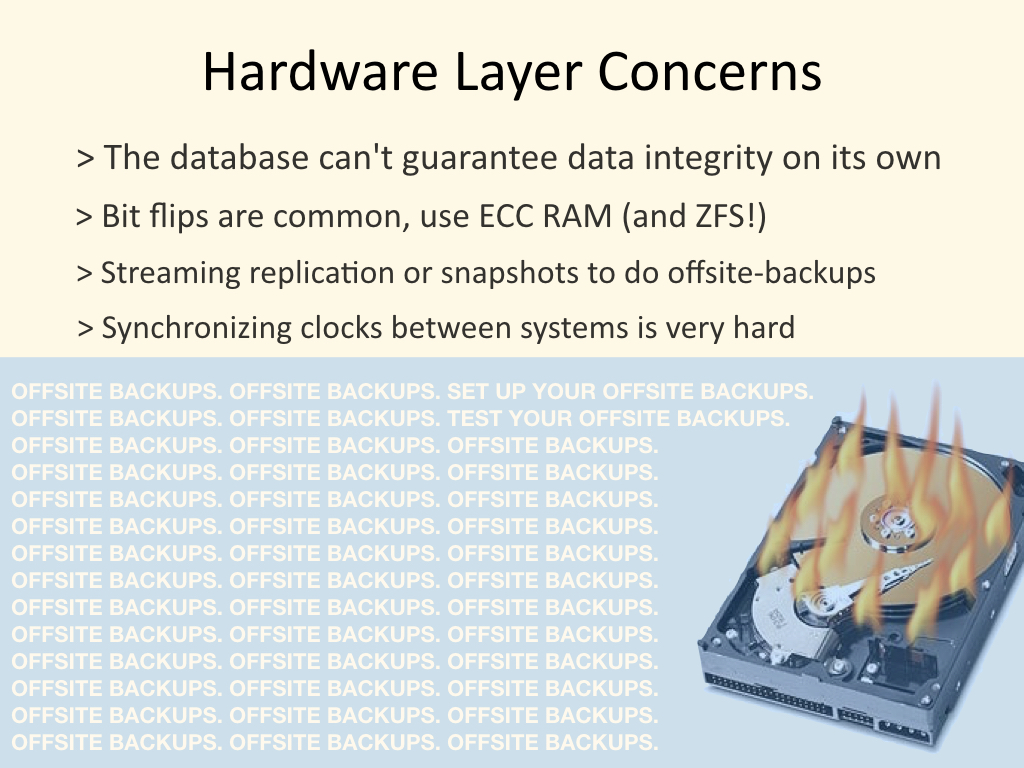 Hardware Layer Concerns
> The database can't guarantee data integrity on its own
> Bit flips are common, use ECC RAM (and ZFS!)
> Streaming replication or snapshots to do offsite-backups
> Synchronizing clocks between systems is very hard
OFFSITE BACKUPS. OFFSITE BACKUPS. SET UP YOUR OFFSITE BACKUPS.
OFFSITE BACKUPS. OFFSITE BACKUPS. TEST YOUR OFFSITE BACKUPS.
OFFSITE BACKUPS. OFFSITE BACKUPS. OFFSITE BACKUPS.
OFFSITE BACKUPS. OFFSITE BACKUPS. OFFSITE BACKUPS.
OFFSITE BACKUPS. OFFSITE BACKUPS. OFFSITE BACKUPS.
OFFSITE BACKUPS. OFFSITE BACKUPS. OFFSITE BACKUPS.
OFFSITE BACKUPS. OFFSITE BACKUPS. OFFSITE BACKUPS.
OFFSITE BACKUPS. OFFSITE BACKUPS. OFFSITE BACKUPS.
OFFSITE BACKUPS. OFFSITE BACKUPS. OFFSITE BACKUPS.
OFFSITE BACKUPS. OFFSITE BACKUPS. OFFSITE BACKUPS.
OFFSITE BACKUPS. OFFSITE BACKUPS. OFFSITE BACKUPS.
OFFSITE BACKUPS. OFFSITE BACKUPS. OFFSITE BACKUPS.
OFFSITE BACKUPS. OFFSITE BACKUPS. OFFSITE BACKUPS.
OFFSITE BACKUPS. OFFSITE BACKUPS. OFFSITE BACKUPS.